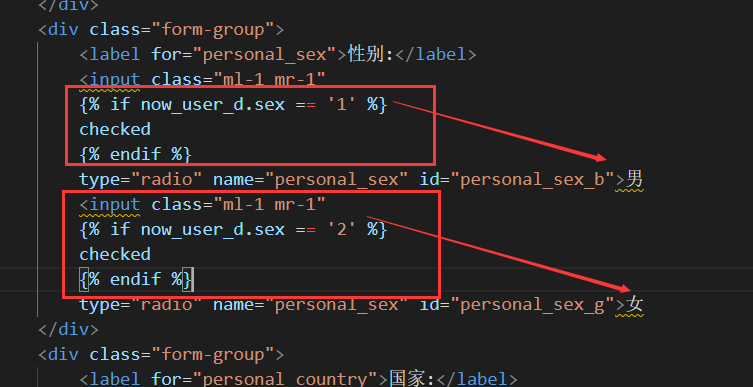 </div>
<div class="form-group">
<label for="personal_sex">性别:</label>
<input class="ml-1 mr-1"
{% if now_user_d.sex == '1' %}
checked
{% endif %}
type="radio" name="personal_sex" id="personal_sex_b">男
<input class="ml-1 mr-1"
{% if now_user_d.sex == '2' %}
checked
{% endif %}
type="radio" name="personal_sex" id="personal_sex_g">女
</div>
<div class="form-group">
<label for="personal_country">国家:</label>